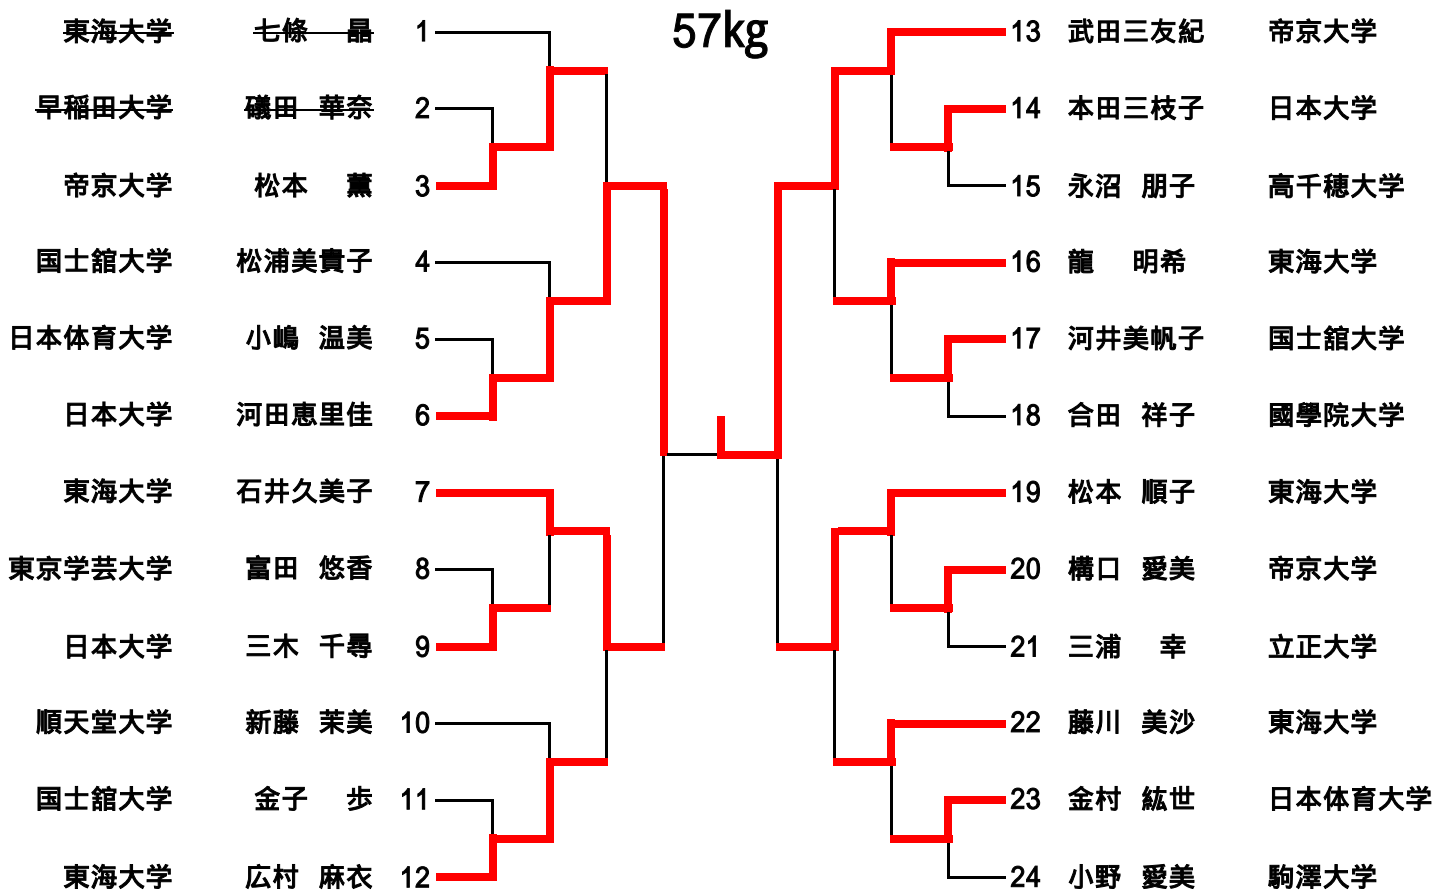 57kg
東海大学 七條 晶 1
早稲田大学 礒田 華奈 2
帝京大学 松本 薫 3
国士舘大学 松浦美貴子 4
日本体育大学 小嶋 温美 5
日本大学 河田恵里佳 6
東海大学 石井久美子 7
東京学芸大学 富田 悠香 8
日本大学 三木 千尋 9
順天堂大学 新藤 茉美 10
国士舘大学 金子 歩 11
東海大学 広村 麻衣 12
13 武田三友紀 帝京大学
14 本田三枝子 日本大学
15 永沼 朋子 高千穂大学
16 龍 明希 東海大学
17 河井美帆子 国士舘大学
18 合田 祥子 國學院大学
19 松本 順子 東海大学
20 構口 愛美 帝京大学
21 三浦 幸 立正大学
22 藤川 美沙 東海大学
23 金村 紘世 日本体育大学
24 小野 愛美 駒澤大学